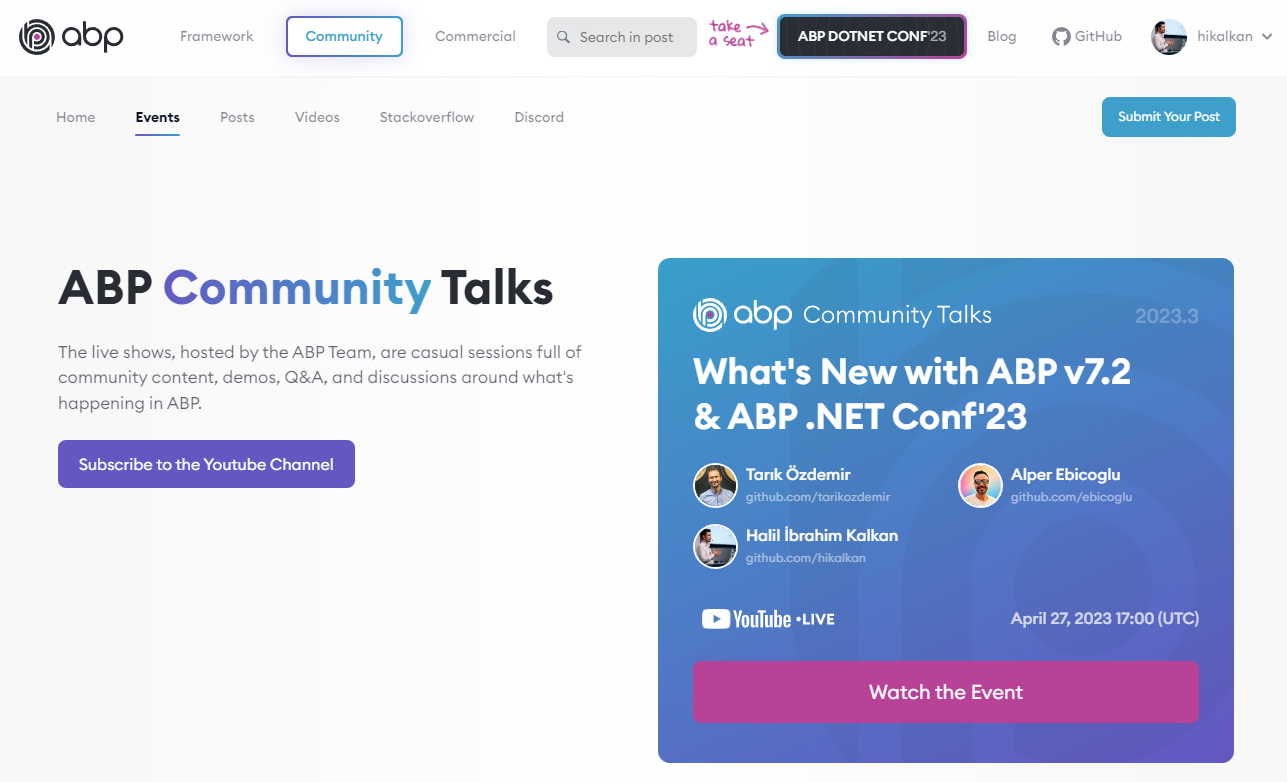 abp
Framework
Community
Commercial
Search in post
take
a seat
ABP DOTNET CONF'23
Blog
GitHub
hikalkan
Home
Events
Posts
Videos
Stackoverflow
Discord
Submit Your Post
ABP Community Talks
The live shows, hosted by the ABP Team, are casual sessions full of
community content, demos, Q&A, and discussions around what's
happening in ABP.
Subscribe to the Youtube Channel
abp Community Talks
2023.3
What's New with ABP v7.2
& ABP .NET Conf'23
Tarık Özdemir
github.com/tarikozdemir
Alper Ebicoglu
github.com/ebicoglu
Halil İbrahim Kalkan
github.com/hikalkan
YouTube • LIVE
April 27, 2023 17:00 (UTC)
Watch the Event